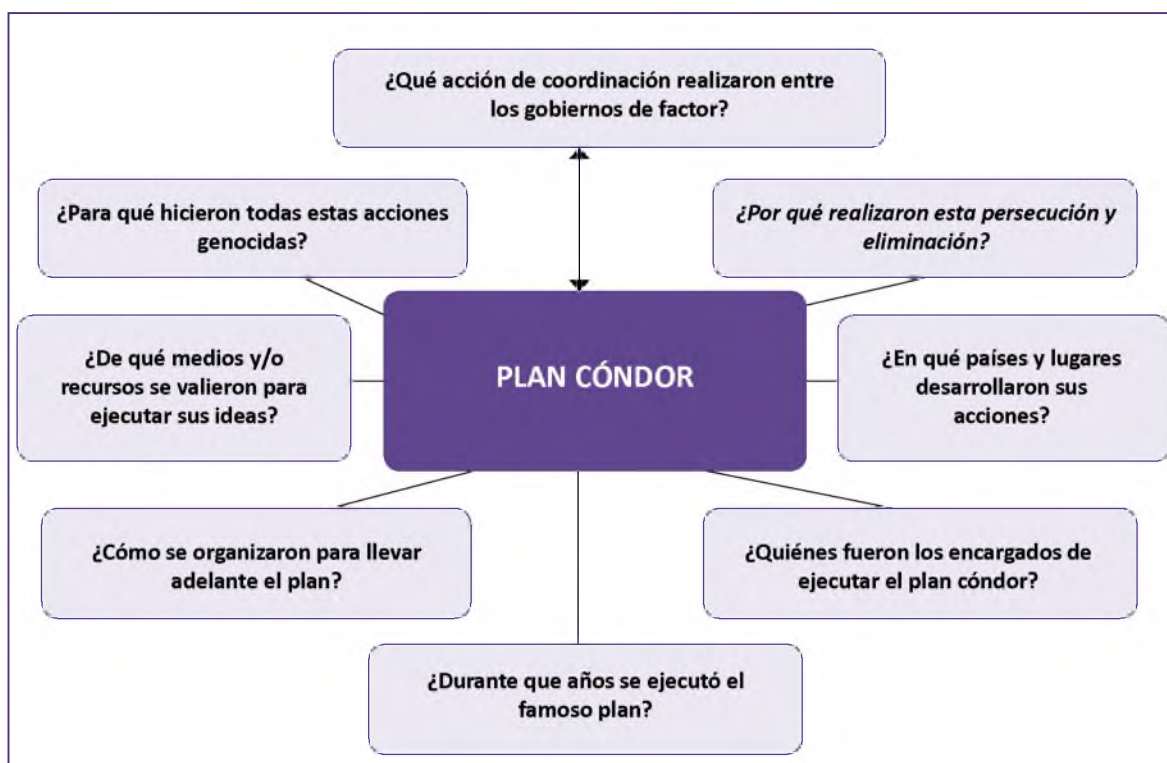 ¿Qué acción de coordinación realizaron entre
los gobiernos de factor?
¿Para qué hicieron todas estas acciones
genocidas?
¿Por qué realizaron esta persecución y
eliminación?
¿De qué medios y/o
recursos se valieron para
ejecutar sus ideas?
PLAN CÓNDOR
¿En qué países y lugares
desarrollaron sus
acciones?
¿Cómo se organizaron para llevar
adelante el plan?
¿Quiénes fueron los encargados de
ejecutar el plan cóndor?
¿Durante que años se ejecutó el
famoso plan?